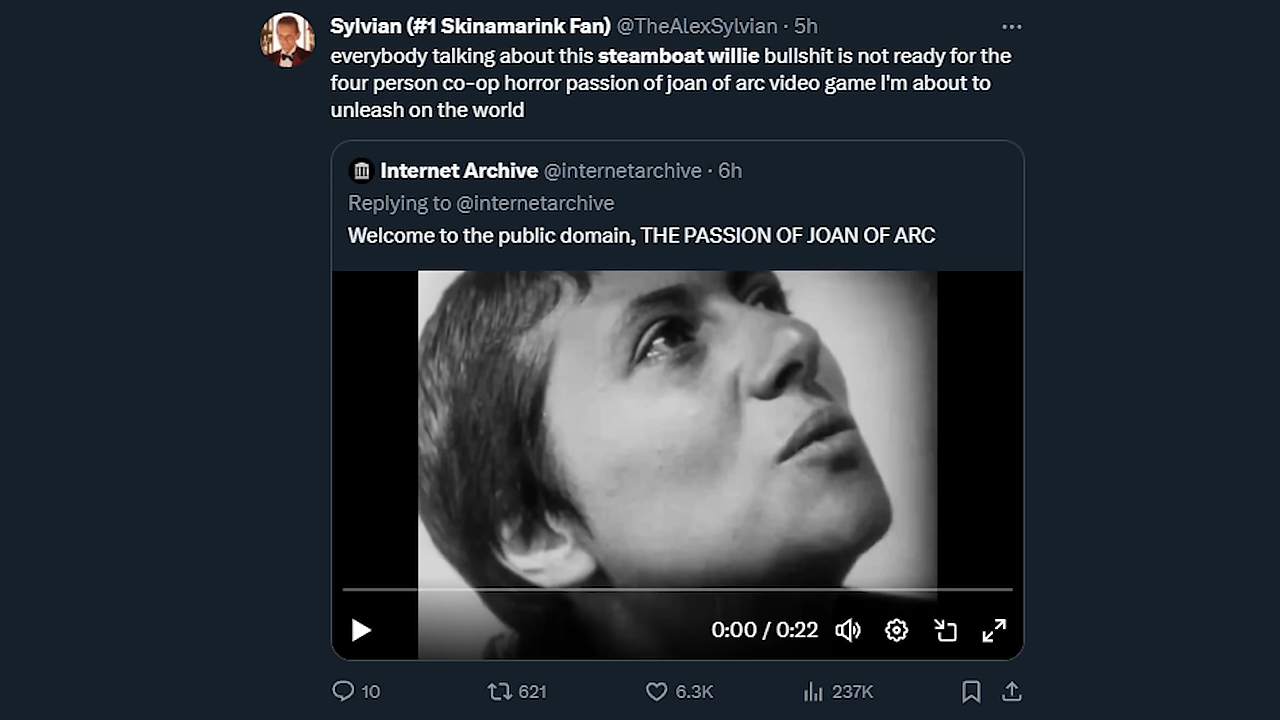 Sylvian (#1 Skinamarink Fan) @TheAlexSylvian · 5h
everybody talking about this steamboat willie bullshit is not ready for the
four person co-op horror passion of joan of arc video game I'm about to
unleash on the world
Internet Archive @internetarchive · 6h
Replying to @internetarchive
Welcome to the public domain, THE PASSION OF JOAN OF ARC
0:00 / 0:22
10 621 6.3K 237K